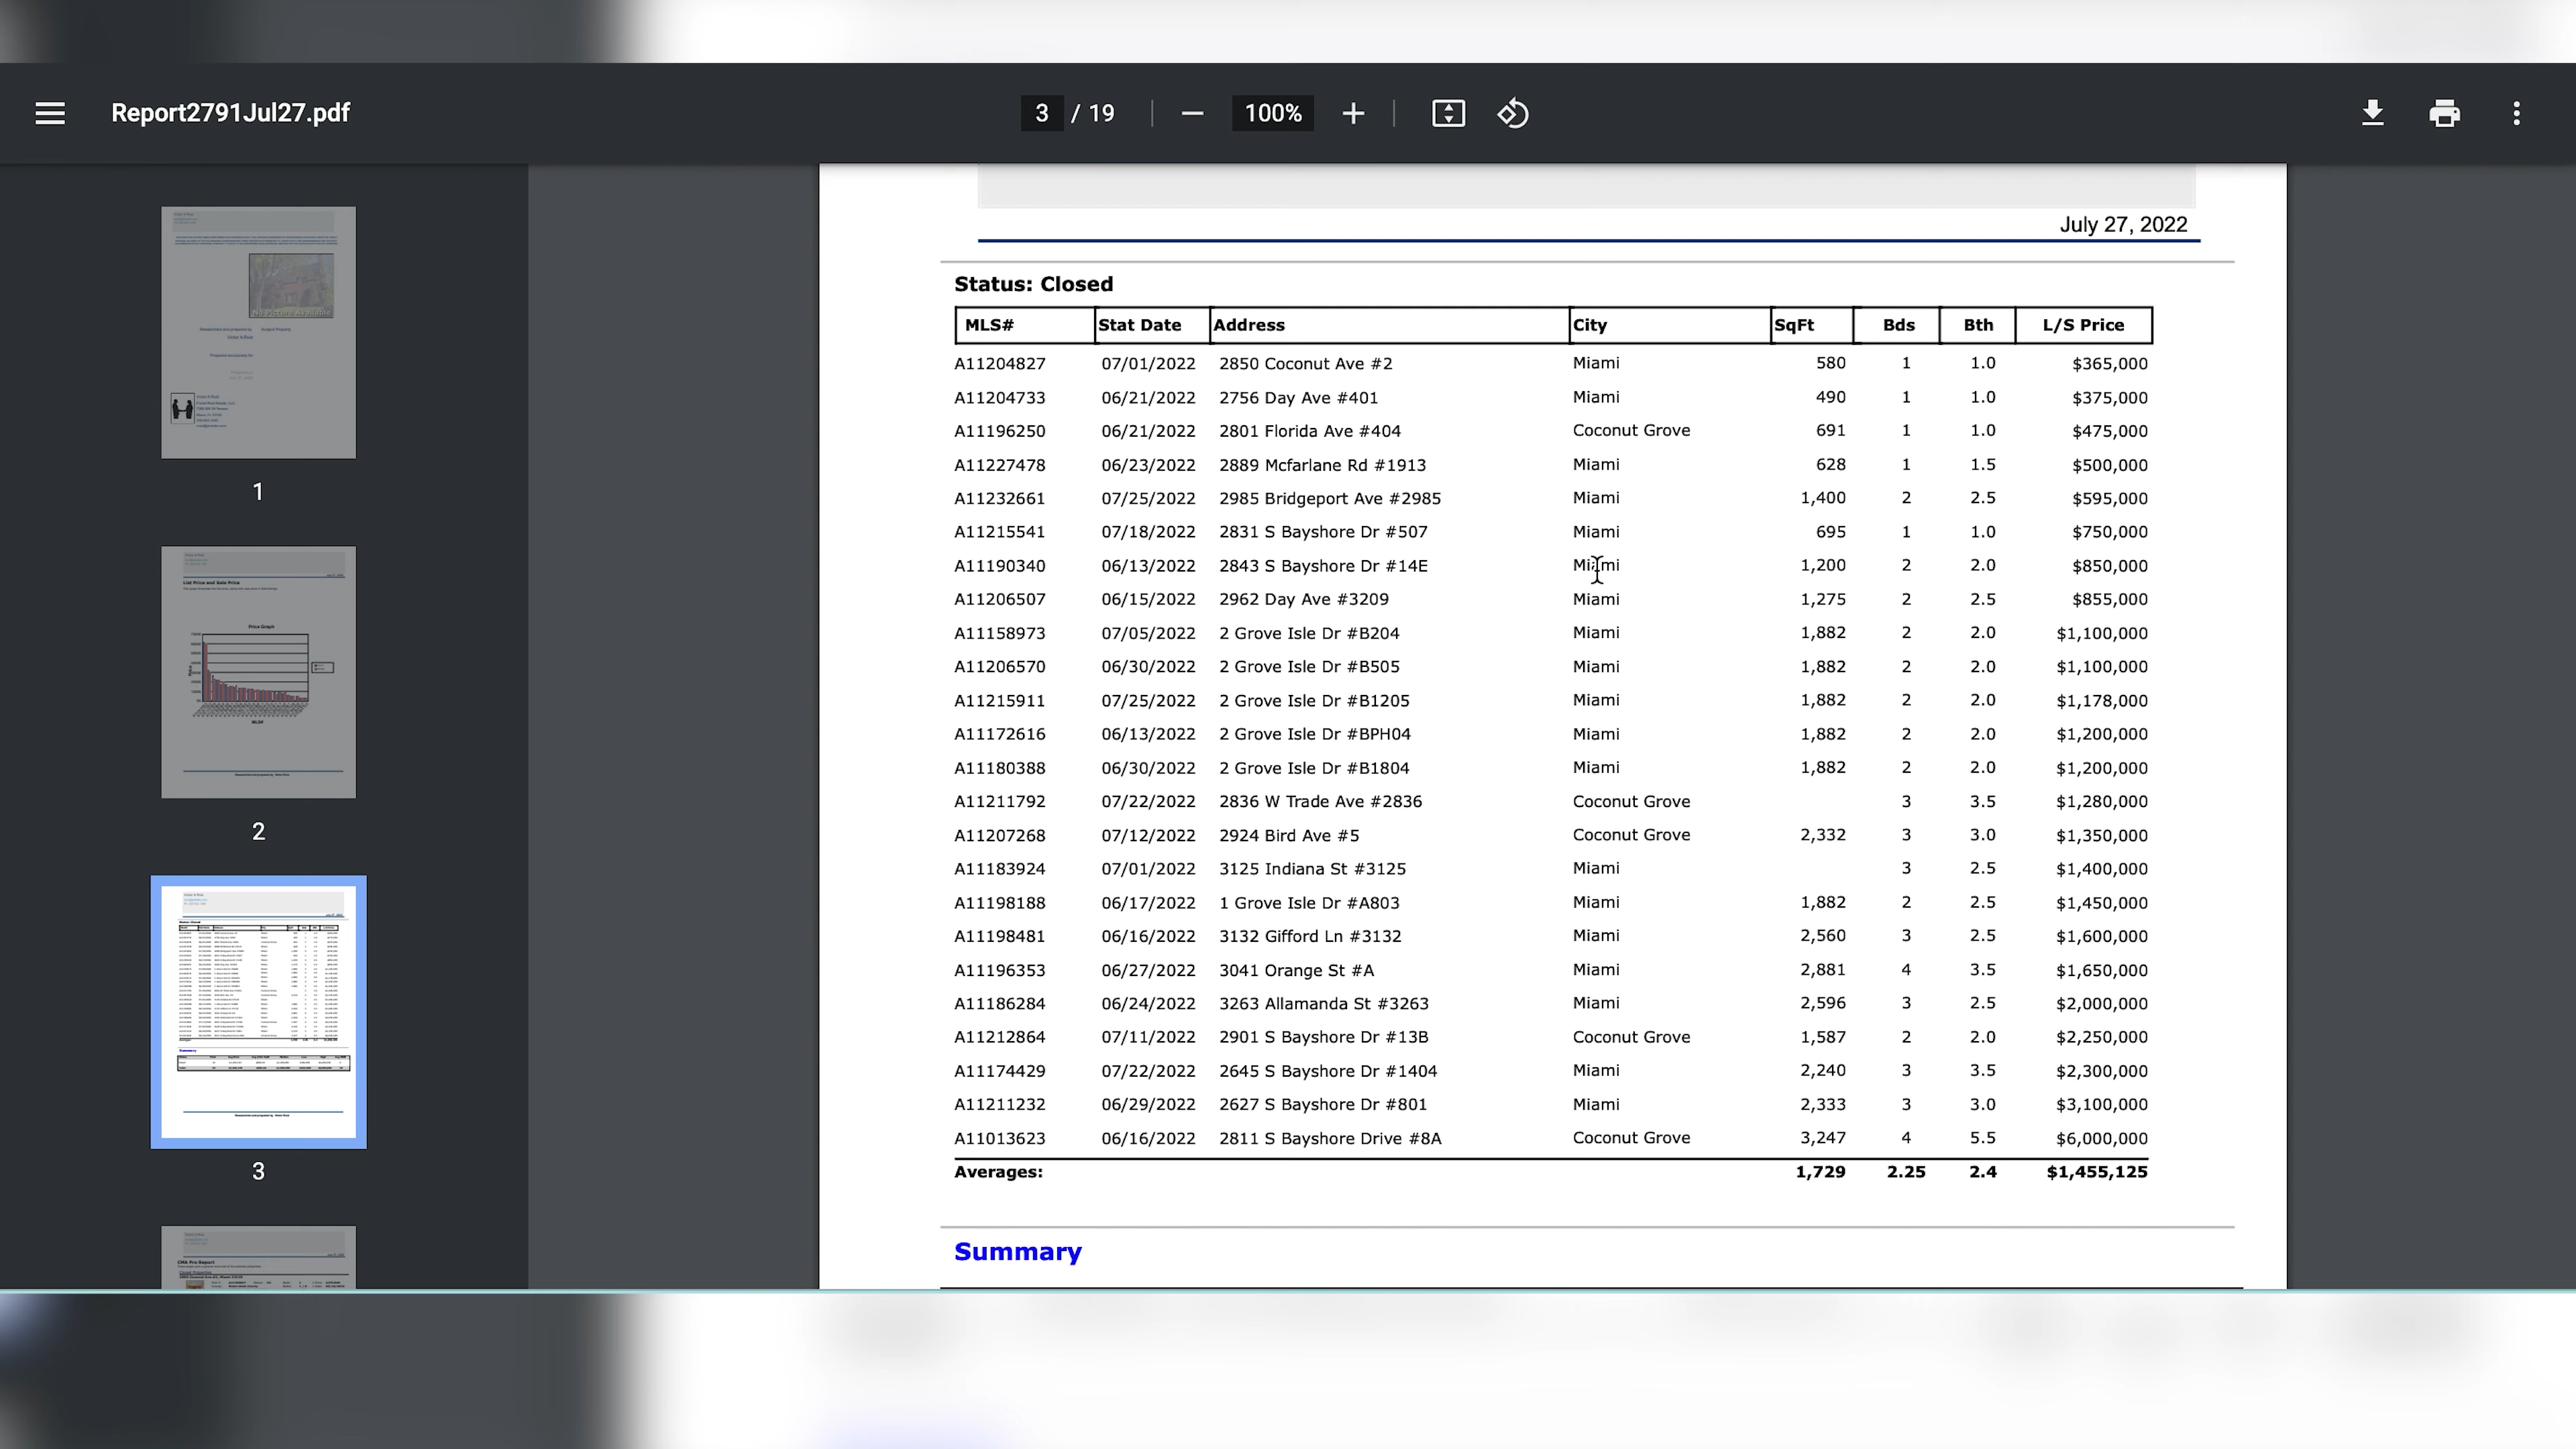 Report2791Jul27.pdf
3 / 19
100%
July 27, 2022
Status: Closed
MLS# Stat Date Address City SqFt Bds Bth L/S Price
A11204827 07/01/2022 2850 Coconut Ave #2 Miami 580 1 1.0 $365,000
A11204733 06/21/2022 2756 Day Ave #401 Miami 490 1 1.0 $375,000
A11196250 06/21/2022 2801 Florida Ave #404 Coconut Grove 691 1 1.0 $475,000
A11227478 06/23/2022 2889 Mcfarlane Rd #1913 Miami 628 1 1.5 $500,000
A11232661 07/25/2022 2985 Bridgeport Ave #2985 Miami 1,400 2 2.5 $595,000
A11215541 07/18/2022 2831 S Bayshore Dr #507 Miami 695 1 1.0 $750,000
A11190340 06/13/2022 2843 S Bayshore Dr #14E Miami 1,200 2 2.0 $850,000
A11206507 06/15/2022 2962 Day Ave #3209 Miami 1,275 2 2.5 $855,000
A11158973 07/05/2022 2 Grove Isle Dr #B204 Miami 1,882 2 2.0 $1,100,000
A11206570 06/30/2022 2 Grove Isle Dr #B505 Miami 1,882 2 2.0 $1,100,000
A11215911 07/25/2022 2 Grove Isle Dr #B1205 Miami 1,882 2 2.0 $1,178,000
A11172616 06/13/2022 2 Grove Isle Dr #BPH04 Miami 1,882 2 2.0 $1,200,000
A11180388 06/30/2022 2 Grove Isle Dr #B1804 Miami 1,882 2 2.0 $1,200,000
A11211792 07/22/2022 2836 W Trade Ave #2836 Coconut Grove 3 3.5 $1,280,000
A11207268 07/12/2022 2924 Bird Ave #5 Coconut Grove 2,332 3 3.0 $1,350,000
A11183924 07/01/2022 3125 Indiana St #3125 Miami 3 2.5 $1,400,000
A11198188 06/17/2022 1 Grove Isle Dr #A803 Miami 1,882 2 2.5 $1,450,000
A11198481 06/16/2022 3132 Gifford Ln #3132 Miami 2,560 3 2.5 $1,600,000
A11196353 06/27/2022 3041 Orange St #A Miami 2,881 4 3.5 $1,650,000
A11186284 06/24/2022 3263 Allamanda St #3263 Miami 2,596 3 2.5 $2,000,000
A11212864 07/11/2022 2901 S Bayshore Dr #13B Coconut Grove 1,587 2 2.0 $2,250,000
A11174429 07/22/2022 2645 S Bayshore Dr #1404 Miami 2,240 3 3.5 $2,300,000
A11211232 06/29/2022 2627 S Bayshore Dr #801 Miami 2,333 3 3.0 $3,100,000
A11013623 06/16/2022 2811 S Bayshore Drive #8A Coconut Grove 3,247 4 5.5 $6,000,000
Averages: 1,729 2.25 2.4 $1,455,125
Summary
No Picture Available
1
List Price and Sale Price
Price Graph
2
3
CMA Pro Report